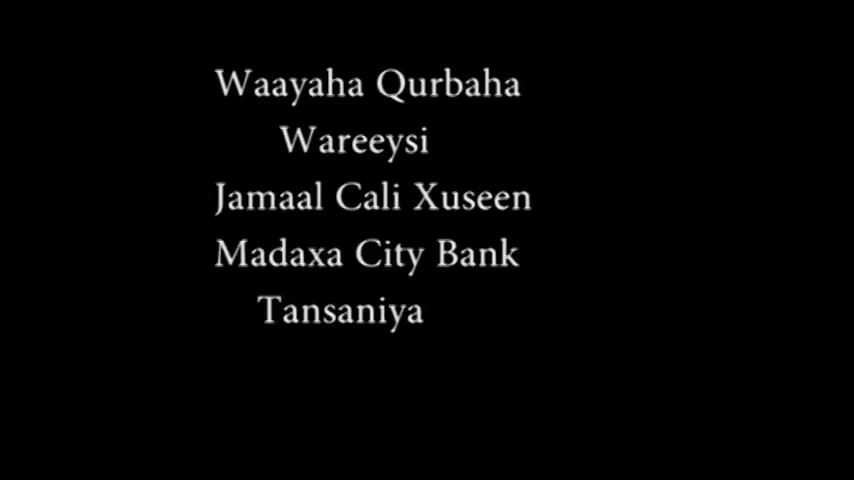 Waayaha Qurbaha
Wareeysi
Jamaal Cali Xuseen
Madaxa City Bank
Tansaniya